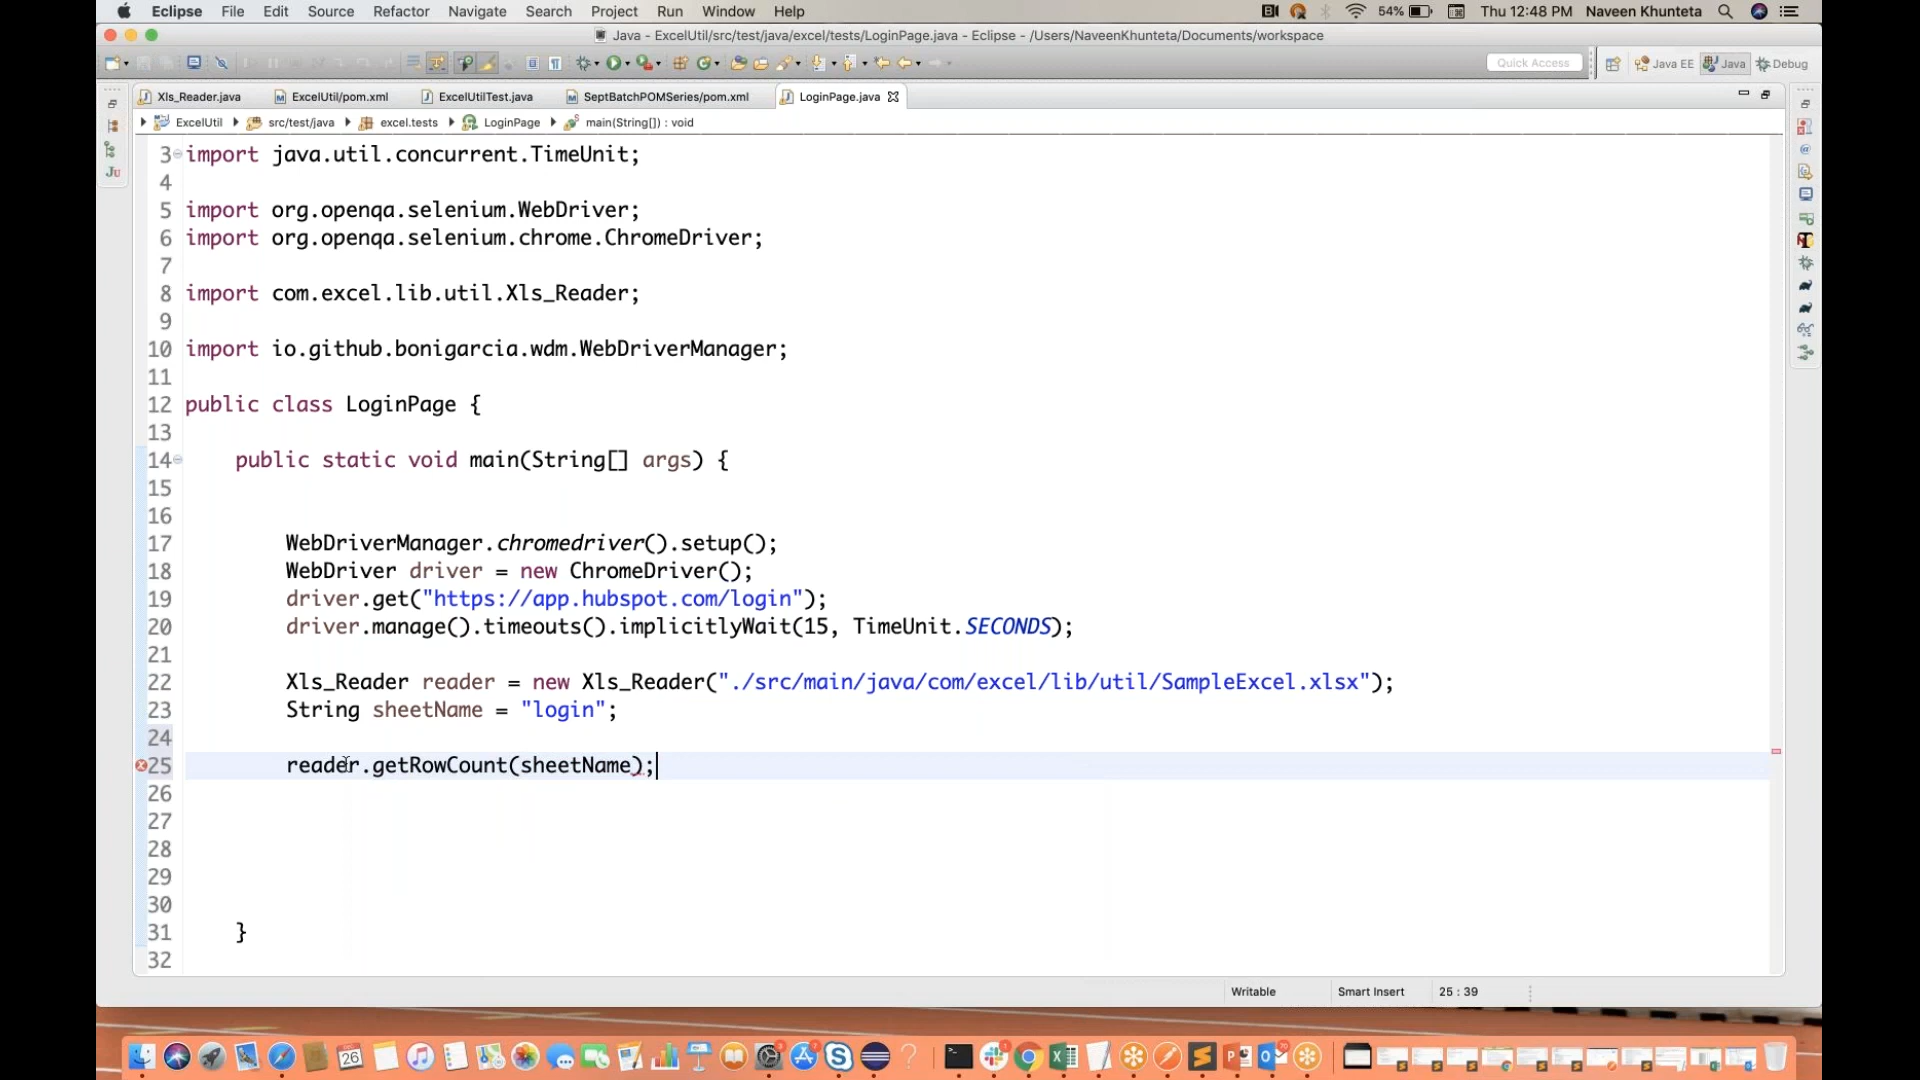 Eclipse File Edit Source Refactor Navigate Search Project Run Window Help 54% Thu 12:48 PM Naveen Khunteta
Java - ExcelUtil/src/test/java/excel/tests/LoginPage.java - Eclipse - /Users/NaveenKhunteta/Documents/workspace
Quick Access Java EE Java Debug
Xls_Reader.java ExcelUtil/pom.xml ExcelUtilTest.java SeptBatchPOMSeries/pom.xml LoginPage.java
ExcelUtil src/test/java excel.tests LoginPage main(String[]) : void
3 import java.util.concurrent.TimeUnit;
4
5 import org.openqa.selenium.WebDriver;
6 import org.openqa.selenium.chrome.ChromeDriver;
7
8 import com.excel.lib.util.Xls_Reader;
9
10 import io.github.bonigarcia.wdm.WebDriverManager;
11
12 public class LoginPage {
13
14 public static void main(String[] args) {
15
16
17 WebDriverManager.chromedriver().setup();
18 WebDriver driver = new ChromeDriver();
19 driver.get("https://app.hubspot.com/login");
20 driver.manage().timeouts().implicitlyWait(15, TimeUnit.SECONDS);
21
22 Xls_Reader reader = new Xls_Reader("./src/main/java/com/excel/lib/util/SampleExcel.xlsx");
23 String sheetName = "login";
24
25 reader.getRowCount(sheetName);
26
27
28
29
30
31 }
32
Writable Smart Insert 25 : 39